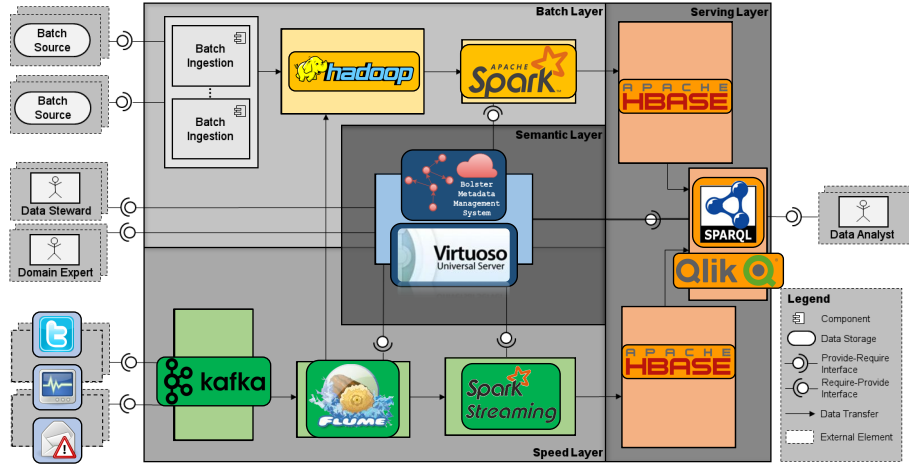 Batch Layer
Serving Layer
Batch
Source
Batch
Ingestion
hadoop
APACHE
Spark™
APACHE
HBASE
Batch
Source
Batch
Ingestion
Semantic Layer
Bolster
Metadata
Management
System
Data Steward
SPARQL
Data Analyst
Domain Expert
Virtuoso
Universal Server
Qlik
Legend
Component
Data Storage
Provide-Require
Interface
Require-Provide
Interface
Data Transfer
External Element
kafka
FLUME
Spark
Streaming
APACHE
HBASE
Speed Layer